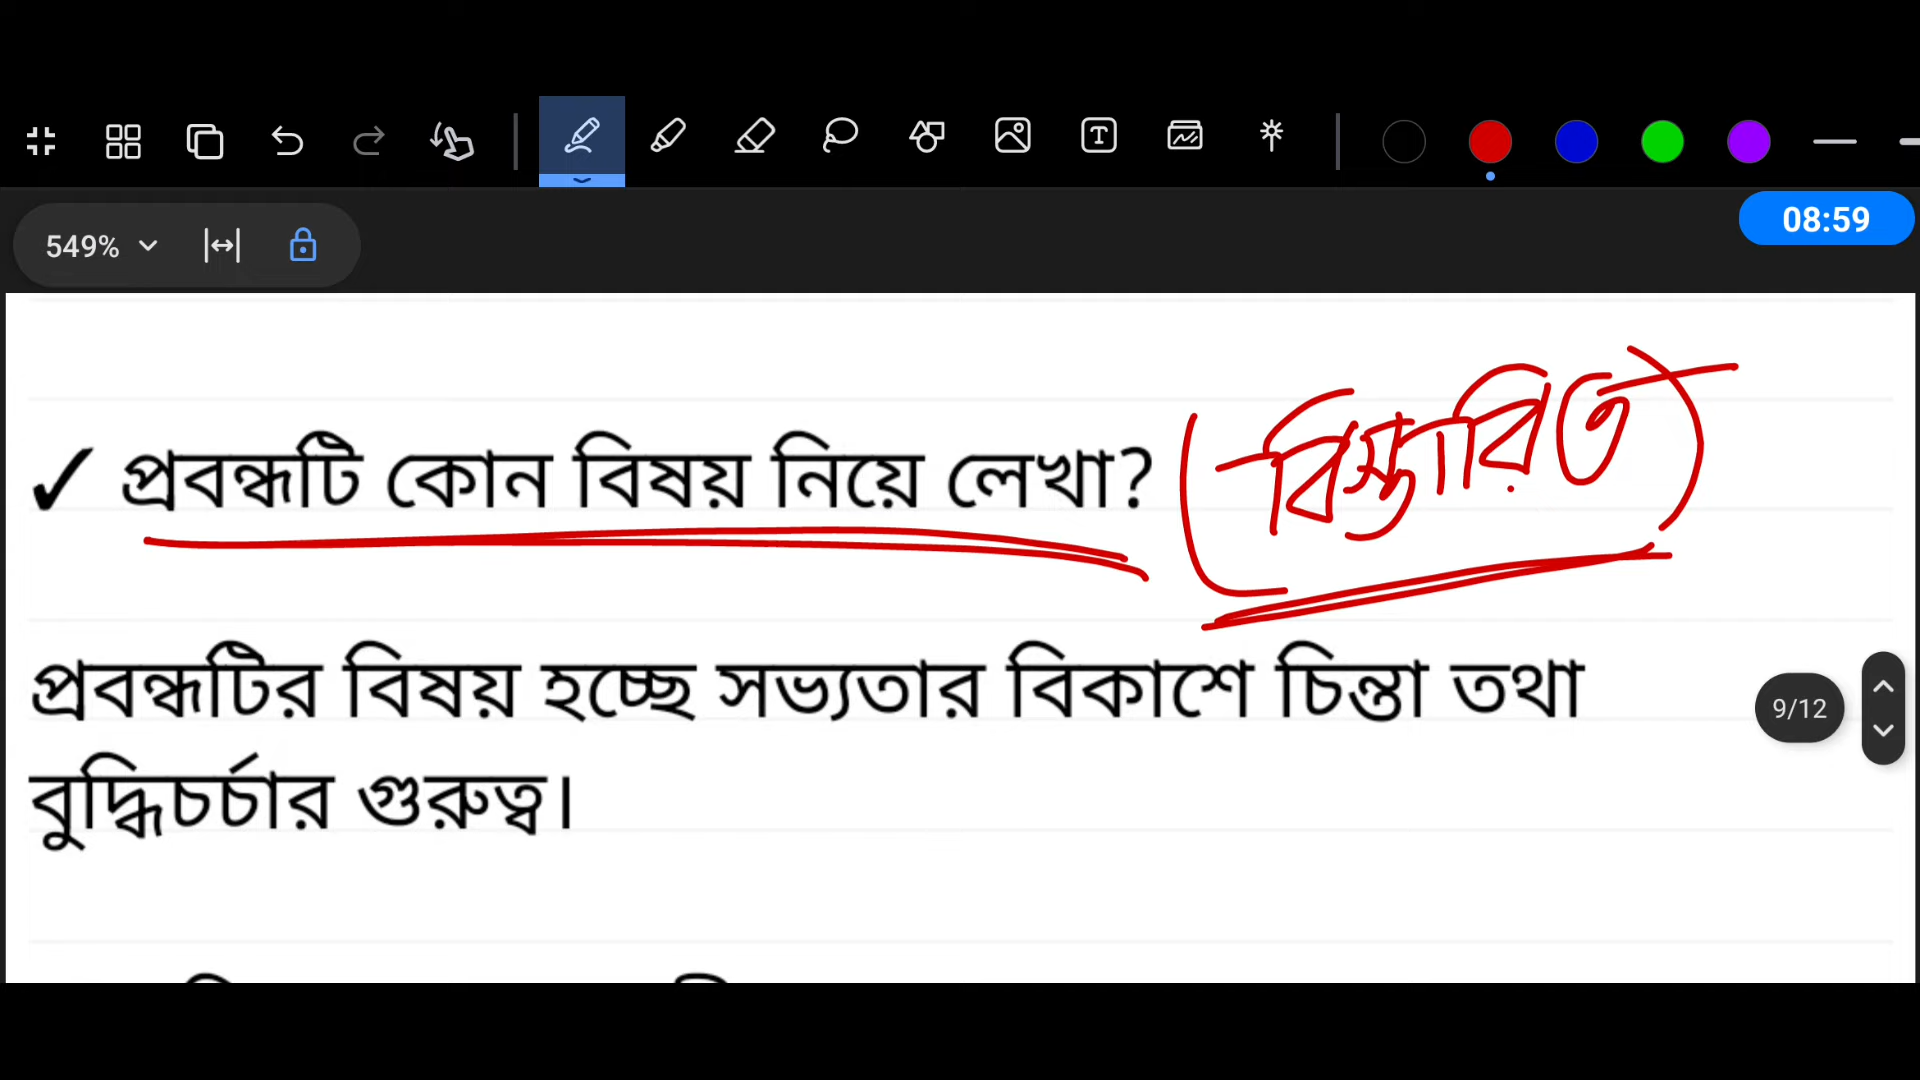 549%
08:59
✓ প্রবন্ধটি কোন বিষয় নিয়ে লেখা? (বিস্তারিত)
প্রবন্ধটির বিষয় হচ্ছে সভ্যতার বিকাশে চিন্তা তথা
9/12
বুদ্ধিচর্চার গুরুত্ব।